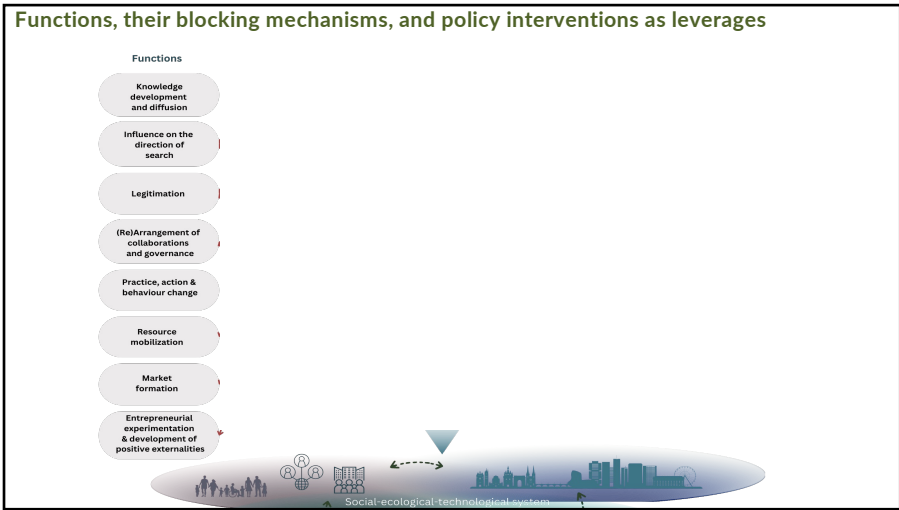 Functions, their blocking mechanisms, and policy interventions as leverages
Functions
Knowledge
development
and diffusion
Influence on the
direction of
search
Legitimation
(Re)Arrangement of
collaborations
and governance
Practice, action &
behaviour change
Resource
mobilization
Market
formation
Entrepreneurial
experimentation
& development of
positive externalities
Social-ecological-technological-system